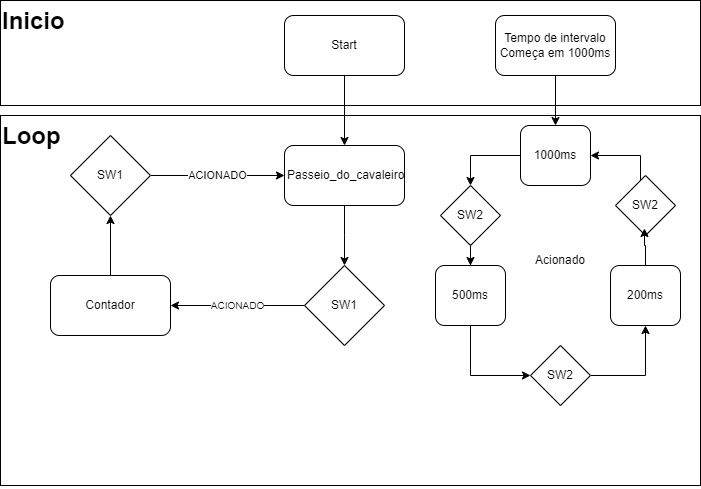 Inicio
Start
Tempo de intervalo
Começa em 1000ms
Loop
SW1
ACIONADO
Passeio_do_cavaleiro
1000ms
SW2
SW2
Acionado
Contador
ACIONADO
SW1
500ms
200ms
SW2